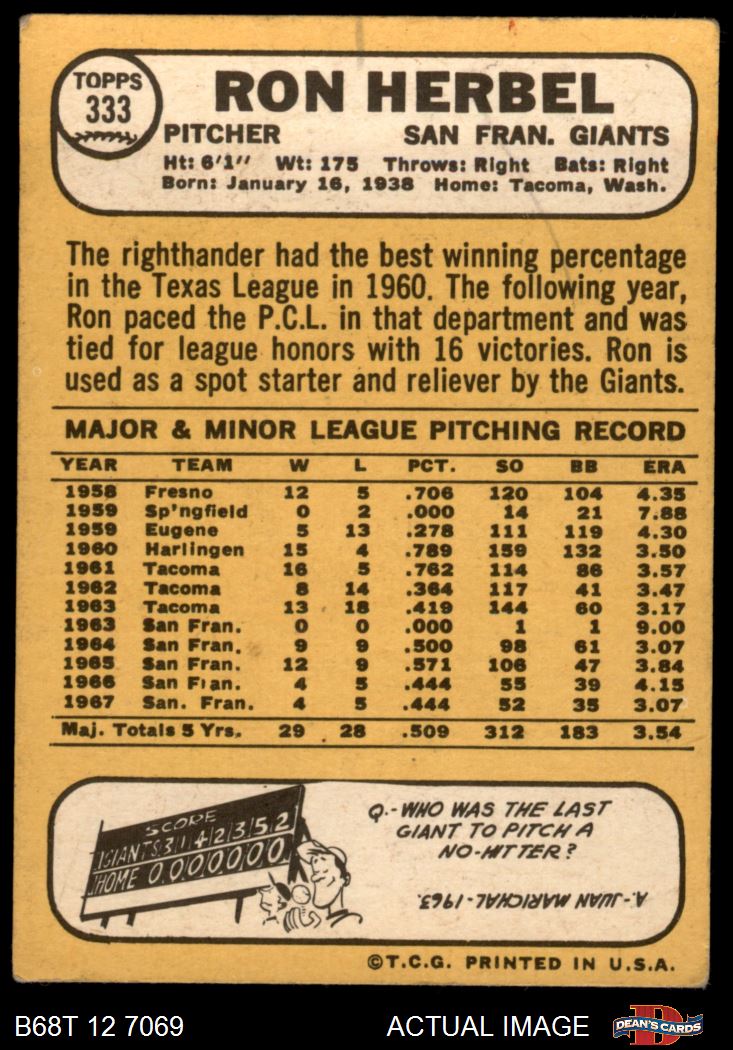 TOPPS
333
RON HERBEL
PITCHER SAN FRAN. GIANTS
Ht: 6'1" Wt: 175 Throws: Right Bats: Right
Born: January 16, 1938 Home: Tacoma, Wash.
The righthander had the best winning percentage
in the Texas League in 1960. The following year,
Ron paced the P.C.L. in that department and was
tied for league honors with 16 victories. Ron is
used as a spot starter and reliever by the Giants.
MAJOR & MINOR LEAGUE PITCHING RECORD
YEAR TEAM W L PCT. SO BB ERA
1958 Fresno 12 5 .706 120 104 4.35
1959 Sp'ngfield 0 2 .000 14 21 7.88
1959 Eugene 5 13 .278 111 119 4.30
1960 Harlingen 15 4 .789 159 132 3.50
1961 Tacoma 16 5 .762 114 86 3.57
1962 Tacoma 8 14 .364 117 41 3.47
1963 Tacoma 13 18 .419 144 60 3.17
1963 San Fran. 0 0 .000 1 1 9.00
1964 San Fran. 9 9 .500 98 61 3.07
1965 San Fran. 12 9 .571 106 47 3.84
1966 San Fran. 4 5 .444 55 39 4.15
1967 San. Fran. 4 5 .444 52 35 3.07
Maj. Totals 5 Yrs. 29 28 .509 312 183 3.54
SCORE
GIANTS 3 1 4 2 3 5 2
HOME 0 0 0 0 0 0 0
Q.-WHO WAS THE LAST
GIANT TO PITCH A
NO-HITTER?
A.-JUAN MARICHAL-1963.
©T.C.G. PRINTED IN U.S.A.
B68T 12 7069 ACTUAL IMAGE D DEAN'S CARDS